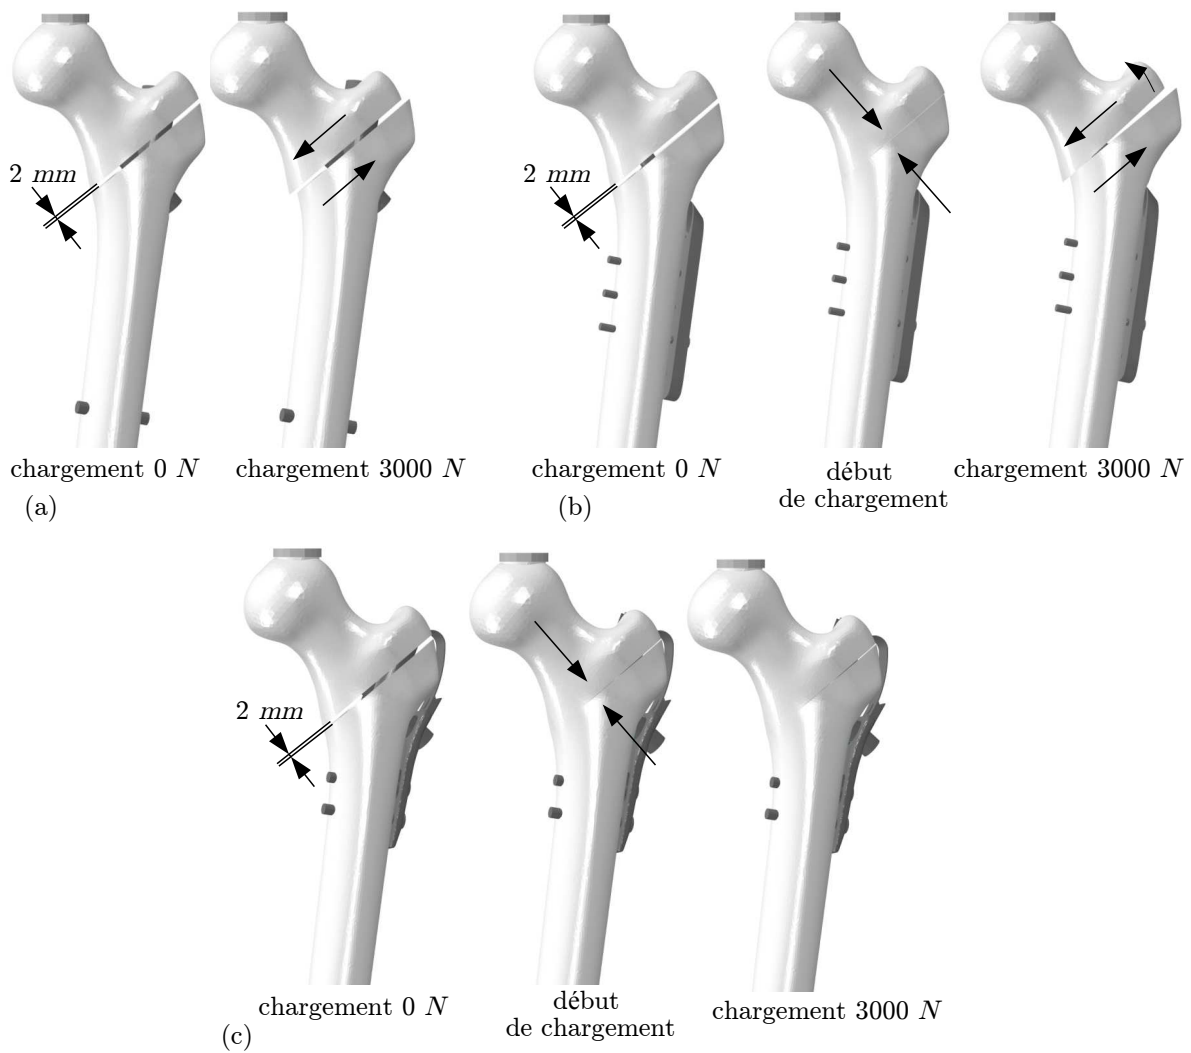 2 mm
2 mm
chargement 0 N
chargement 3000 N
chargement 0 N
début
de chargement
chargement 3000 N
(a)
(b)
2 mm
chargement 0 N
début
de chargement
chargement 3000 N
(c)